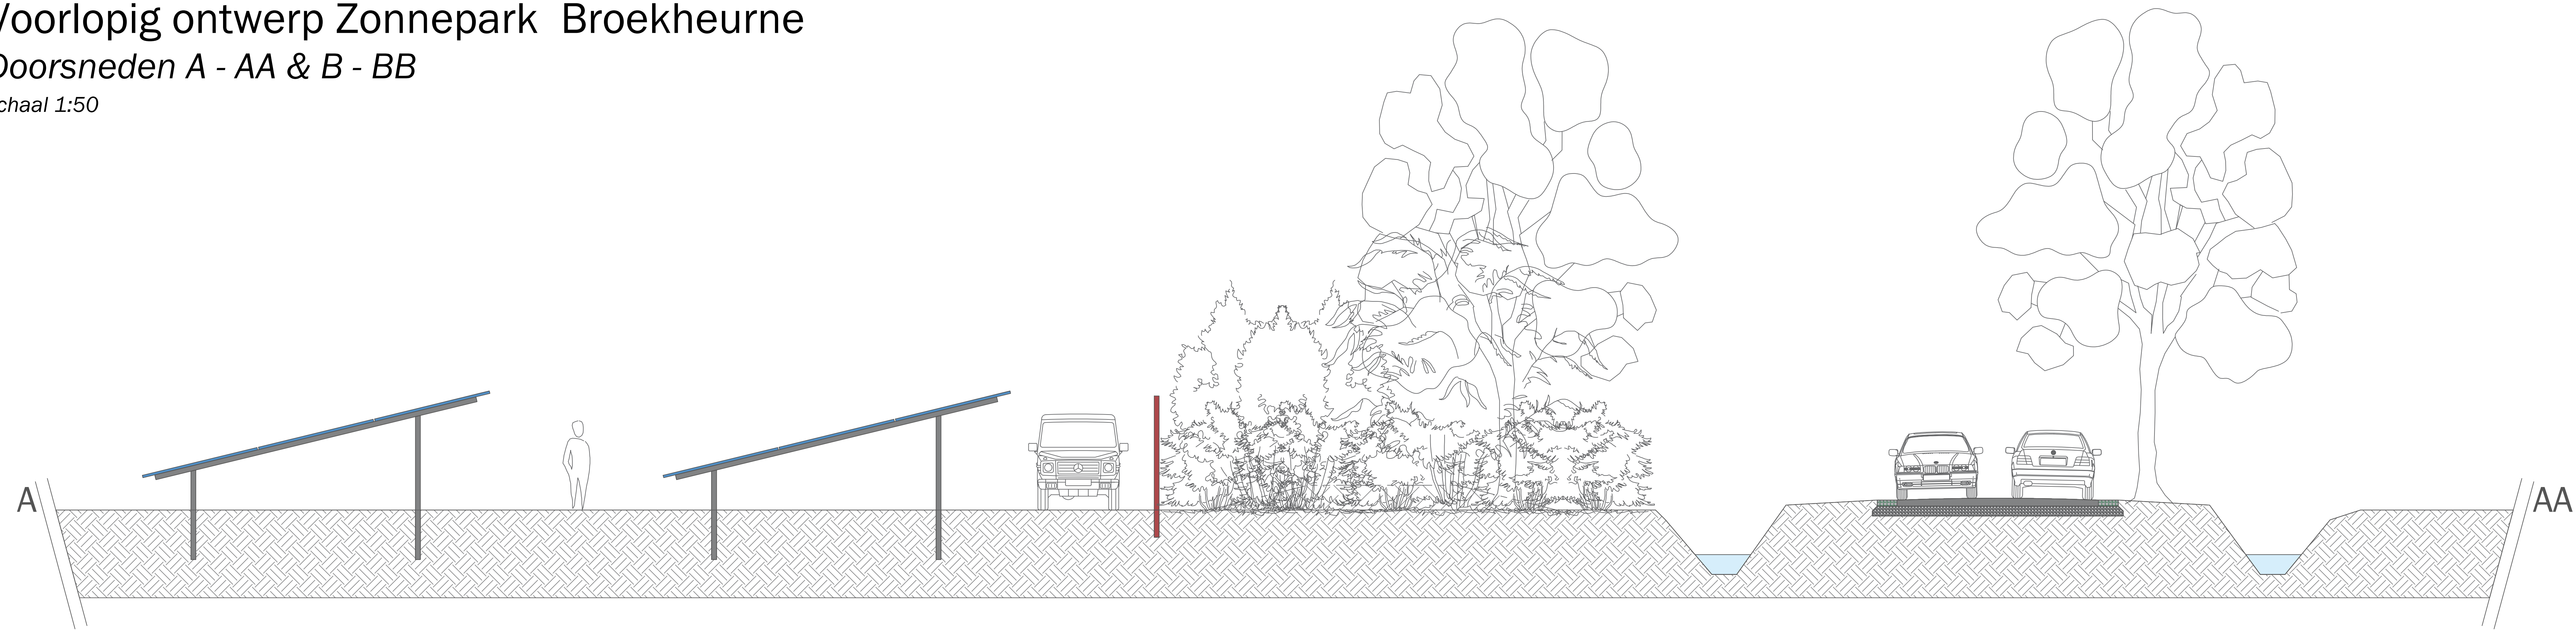 Voorlopig ontwerp Zonnepark Broekheurne
Doorsneden A - AA & B - BB
chaal 1:50
A
AA